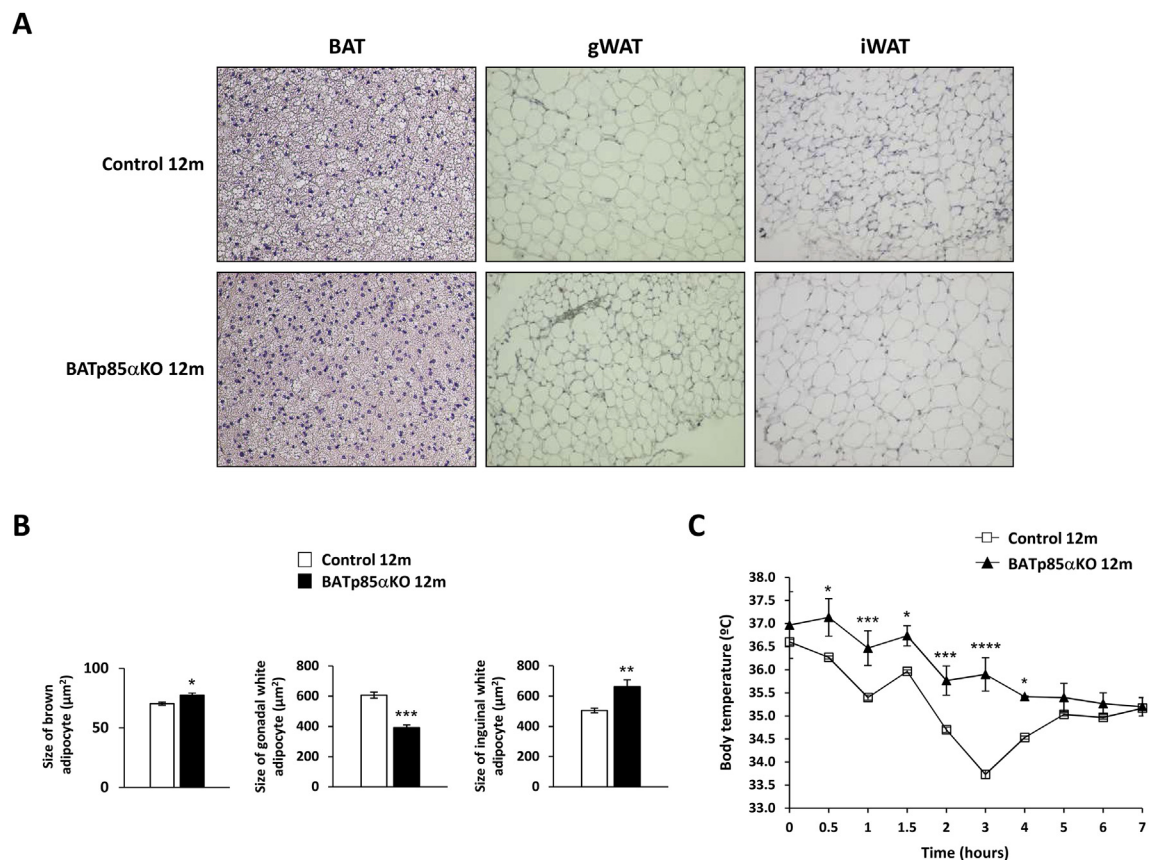 A
BAT
gWAT
iWAT
Control 12m
BATp85αKO 12m
B
Control 12m
BATp85αKO 12m
Size of brown
adipocyte (µm²)
100
50
0
*
Size of gonadal white
adipocyte (µm²)
800
600
400
200
0
***
Size of inguinal white
adipocyte (µm²)
800
600
400
200
0
**
C
Control 12m
BATp85αKO 12m
Body temperature (ºC)
38.0
37.5
37.0
36.5
36.0
35.5
35.0
34.5
34.0
33.5
33.0
*
***
*
***
****
*
0 0.5 1 1.5 2 3 4 5 6 7
Time (hours)